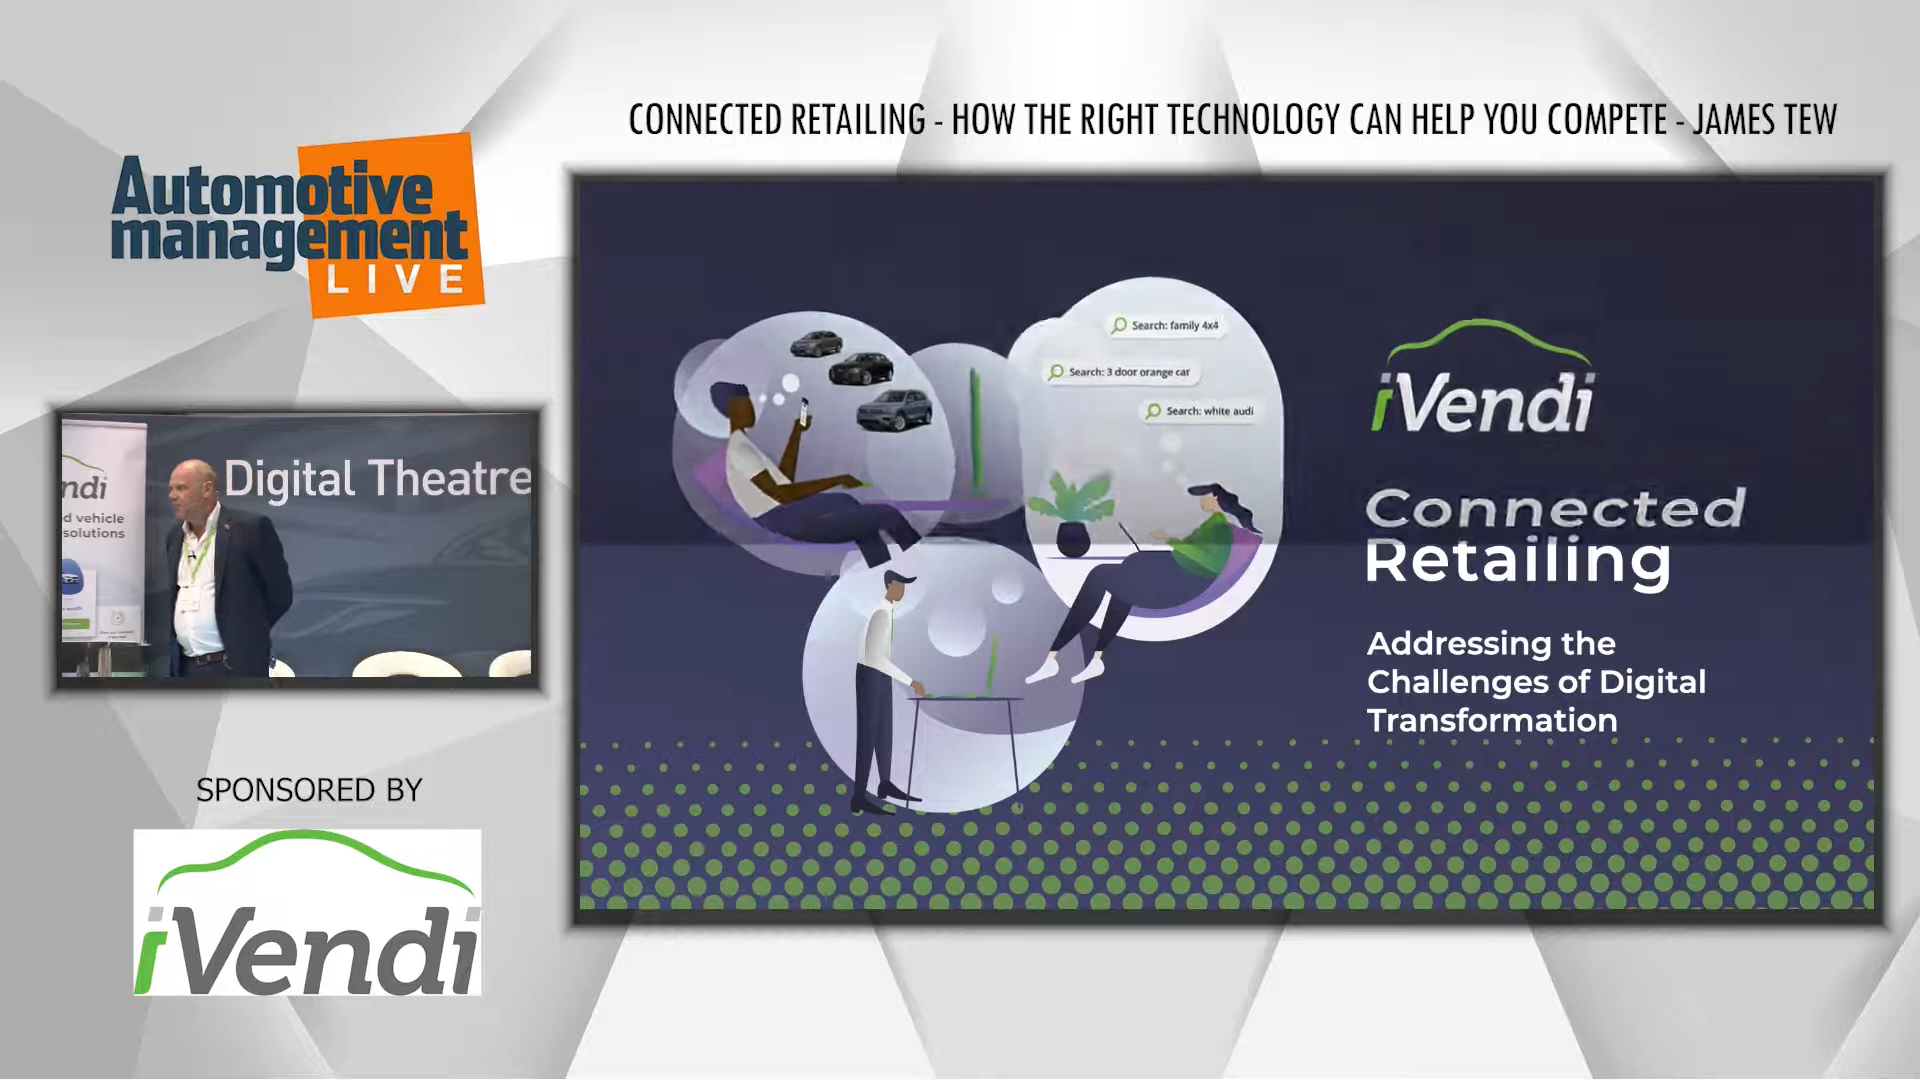 CONNECTED RETAILING - HOW THE RIGHT TECHNOLOGY CAN HELP YOU COMPETE - JAMES TEW
Automotive
management
LIVE
Search: family 4x4
Search: 3 door orange car
Search: white audi
iVendi
Connected
Retailing
Addressing the
Challenges of Digital
Transformation
Digital Theatre
ndi
d vehicle
solutions
SPONSORED BY
iVendi